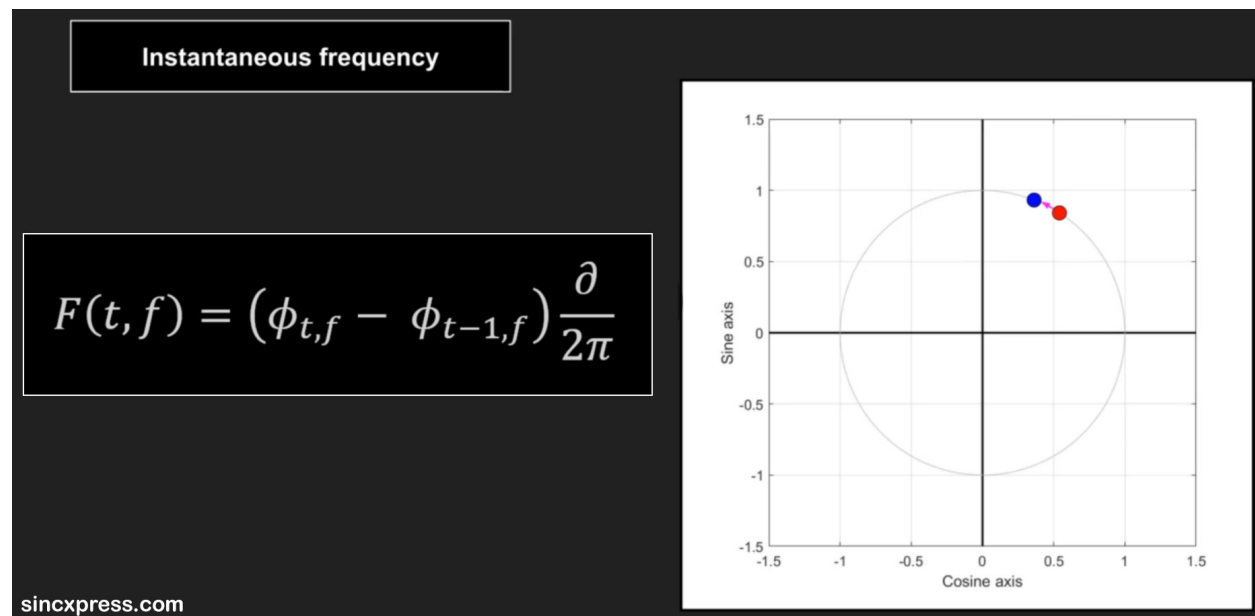 Instantaneous frequency
F(t, f) = (ϕ_{t,f} − ϕ_{t−1,f}) ∂/2π
1.5
1
0.5
0
-0.5
-1
-1.5
Sine axis
-1.5 -1 -0.5 0 0.5 1 1.5
Cosine axis
sincxpress.com